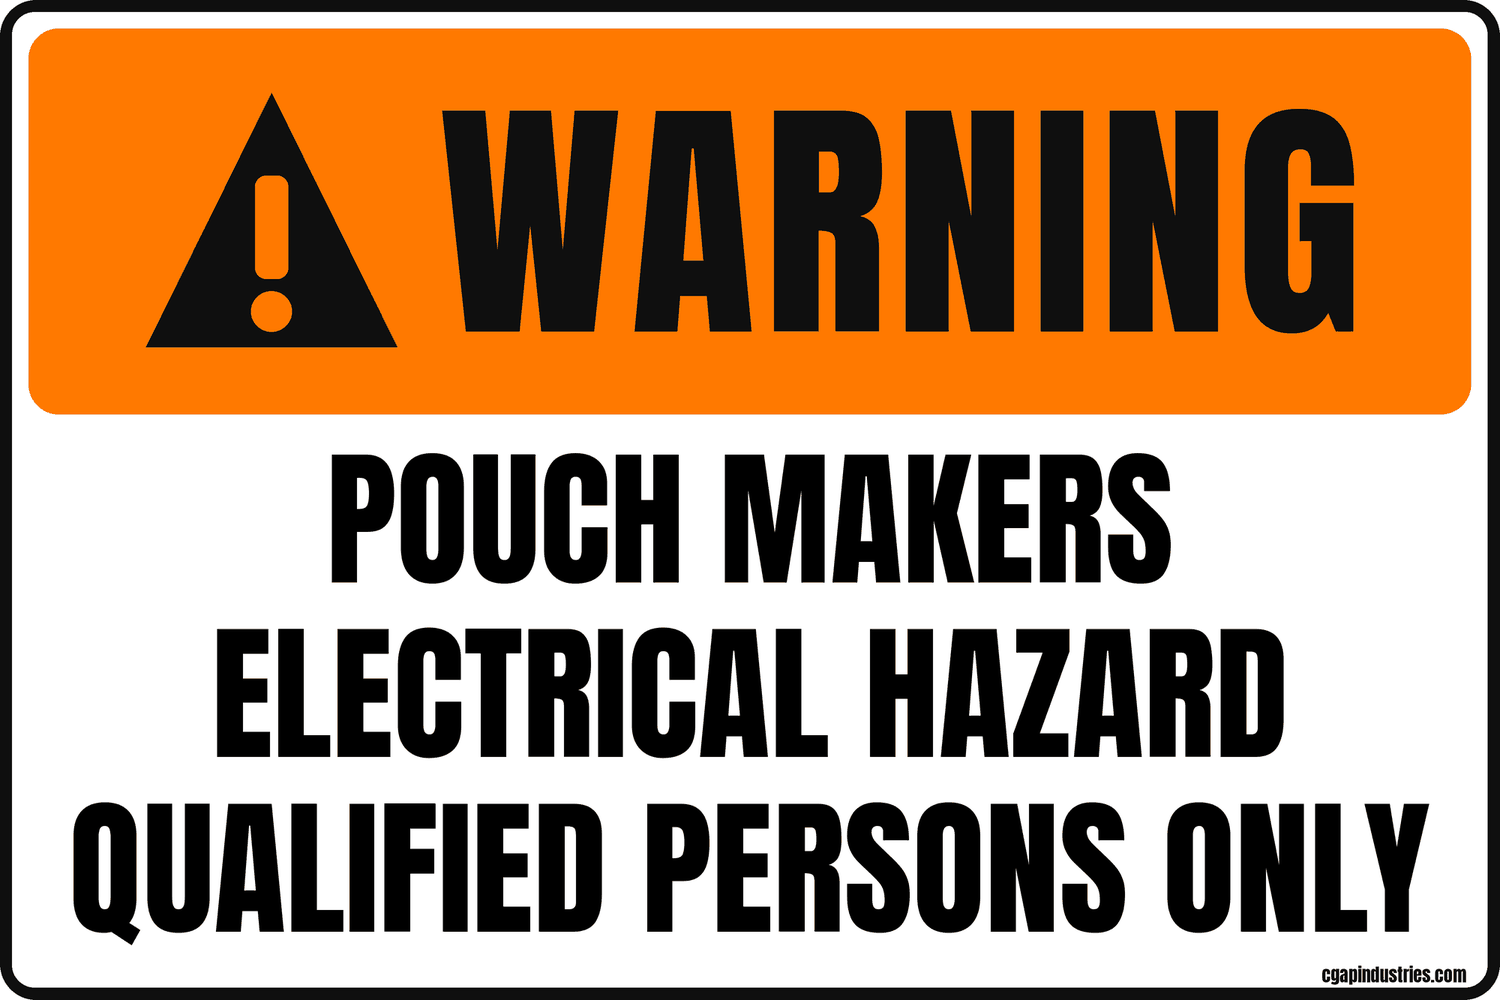 WARNING
POUCH MAKERS
ELECTRICAL HAZARD
QUALIFIED PERSONS ONLY
cgapindustries.com